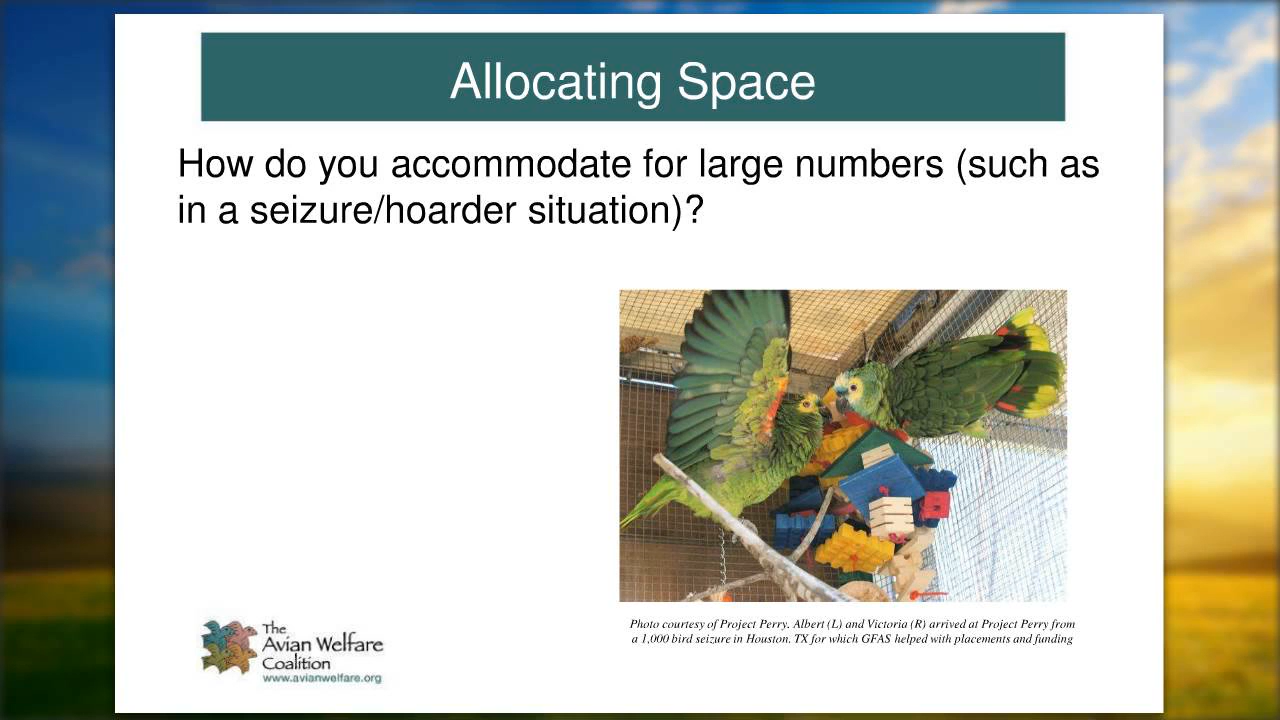 Allocating Space
How do you accommodate for large numbers (such as
in a seizure/hoarder situation)?
Photo courtesy of Project Perry. Albert (L) and Victoria (R) arrived at Project Perry from
a 1,000 bird seizure in Houston. TX for which GFAS helped with placements and funding
The
Avian Welfare
Coalition
www.avianwelfare.org